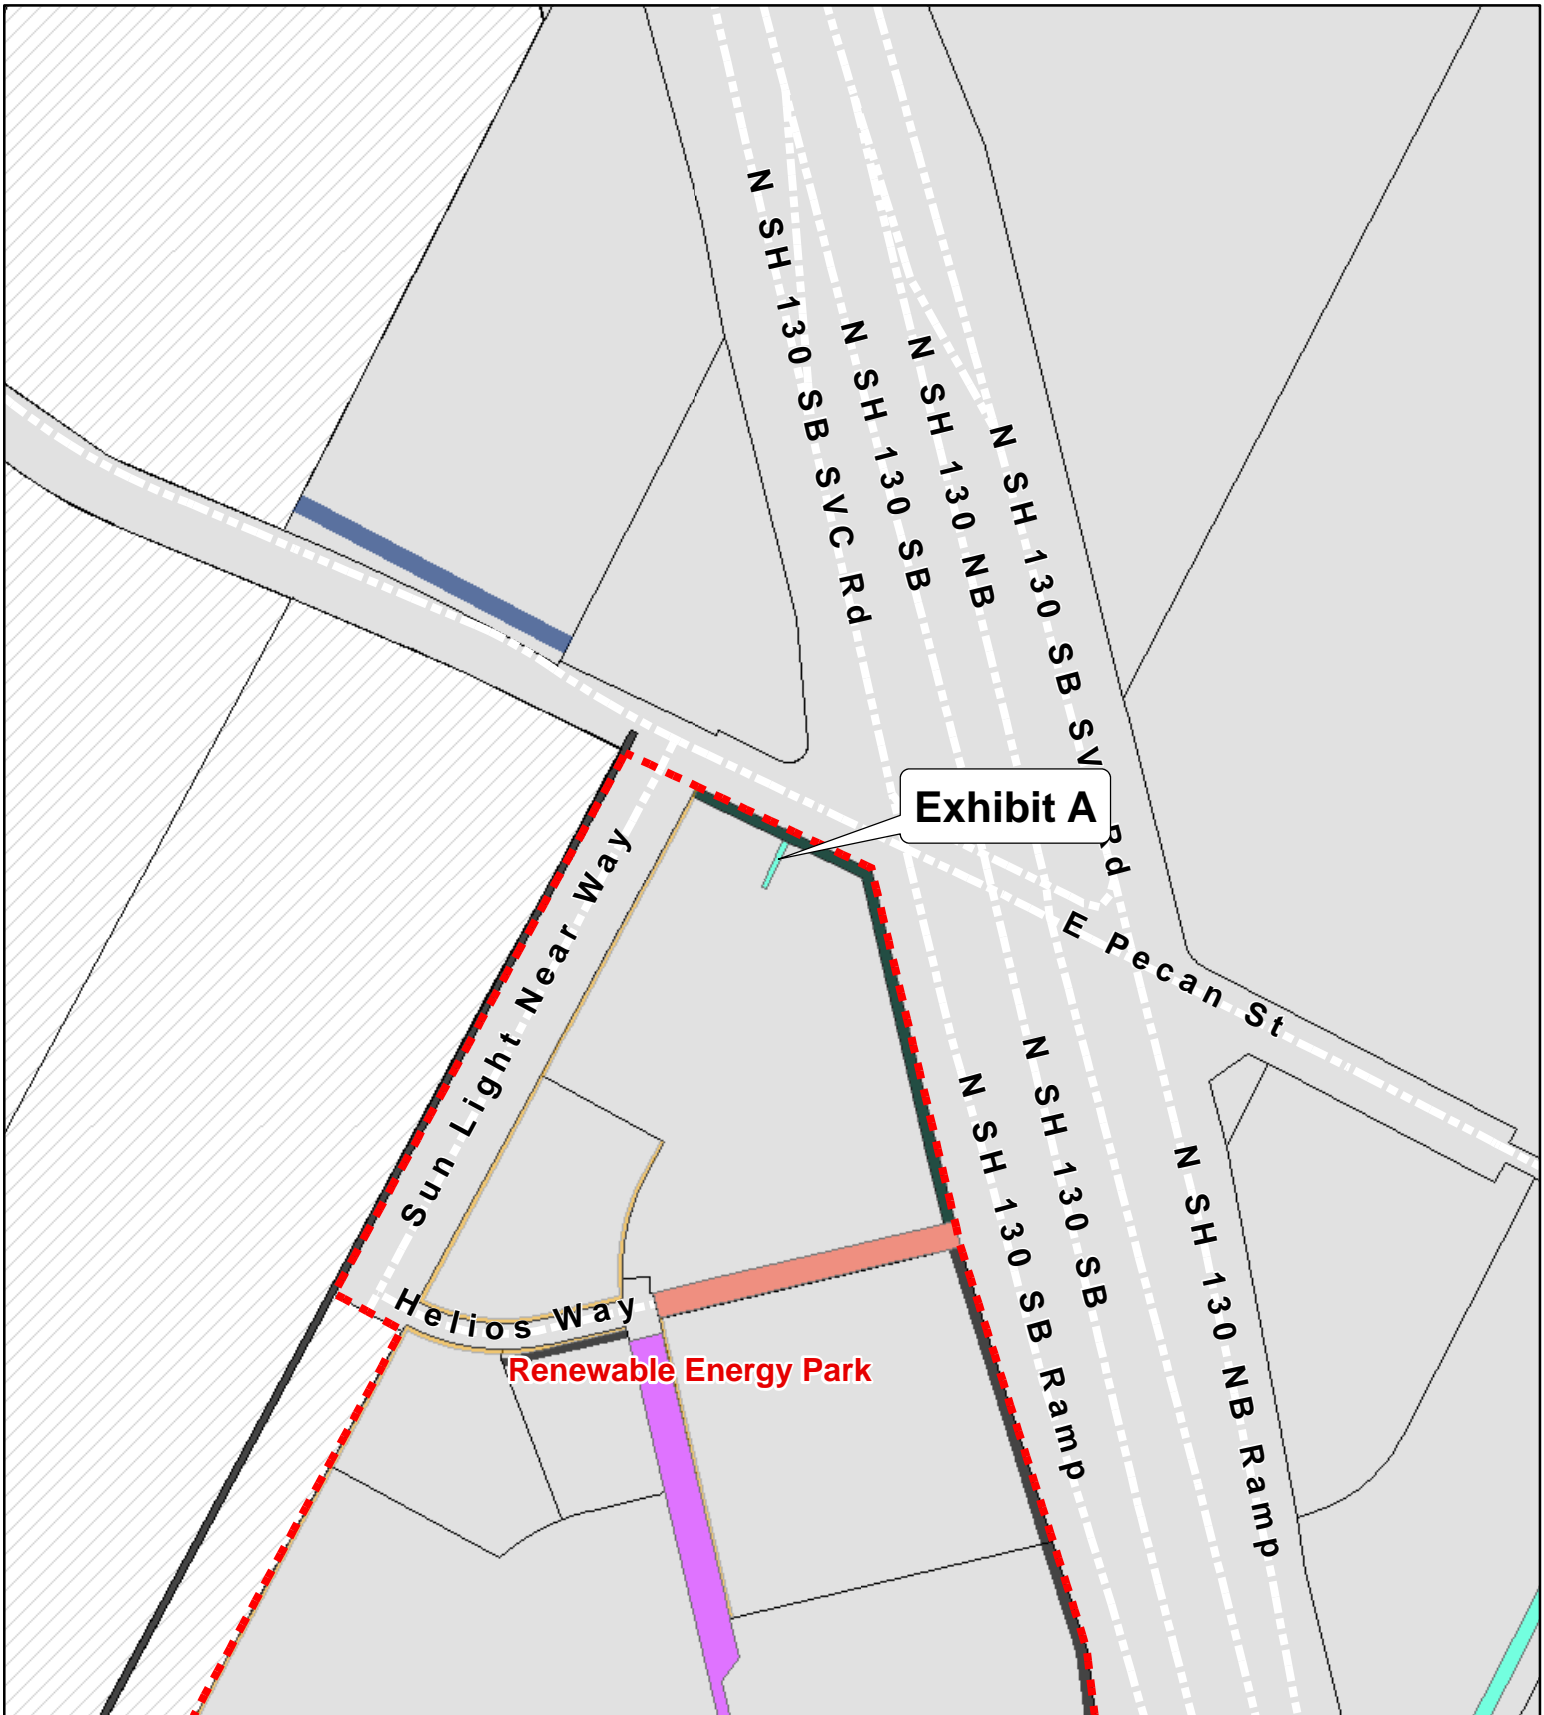 N SH 130 SB SVC Rd
N SH 130 SB
N SH 130 NB
N SH 130 SB SV Rd
Exhibit A
E Pecan St
Sun Light Near Way
N SH 130 SB Ramp
N SH 130 SB
N SH 130 NB Ramp
Helios Way
Renewable Energy Park